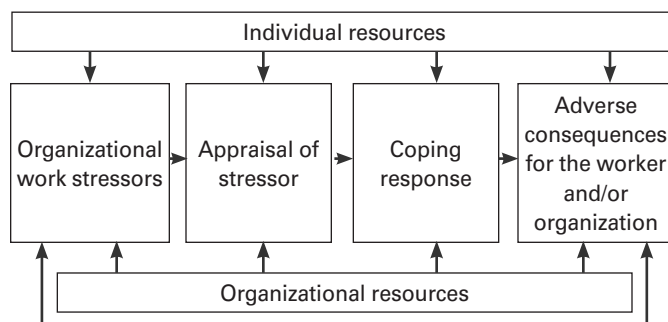 Individual resources
Organizational
work stressors
Appraisal of
stressor
Coping
response
Adverse
consequences
for the worker
and/or
organization
Organizational resources